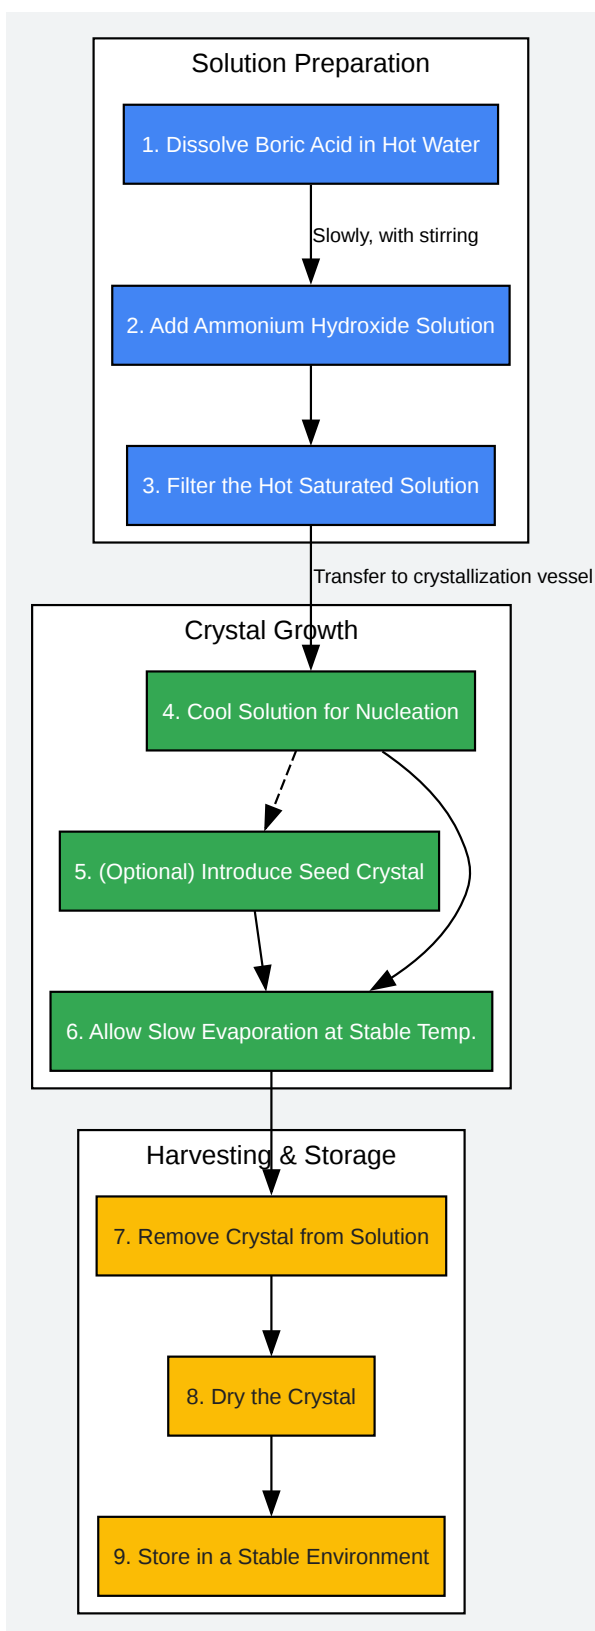 Solution Preparation
1. Dissolve Boric Acid in Hot Water
Slowly, with stirring
2. Add Ammonium Hydroxide Solution
3. Filter the Hot Saturated Solution
Transfer to crystallization vessel
Crystal Growth
4. Cool Solution for Nucleation
5. (Optional) Introduce Seed Crystal
6. Allow Slow Evaporation at Stable Temp.
Harvesting & Storage
7. Remove Crystal from Solution
8. Dry the Crystal
9. Store in a Stable Environment